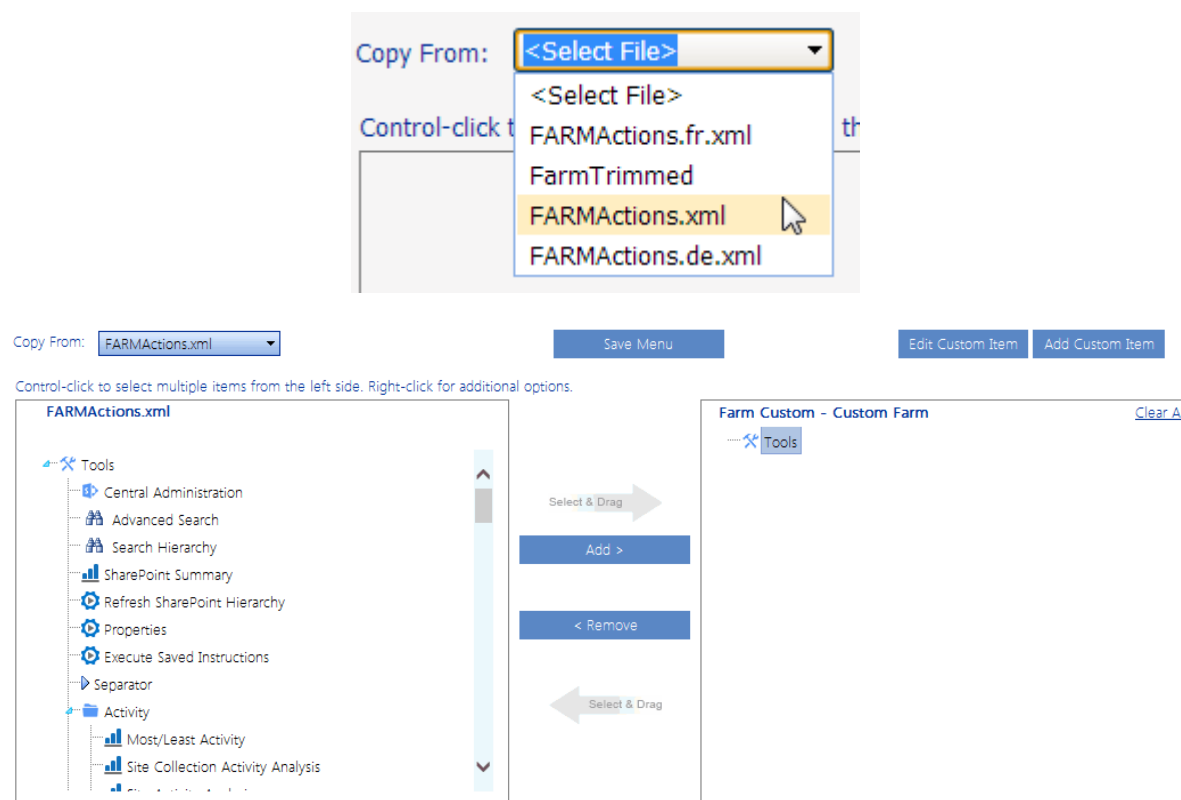 Copy From: <Select File>
<Select File>
Control-click t th
FARMActions.fr.xml
FarmTrimmed
FARMActions.xml
FARMActions.de.xml
Copy From: FARMActions.xml Save Menu Edit Custom Item Add Custom Item
Control-click to select multiple items from the left side. Right-click for additional options.
FARMActions.xml
Tools
Central Administration
Advanced Search
Search Hierarchy
SharePoint Summary
Refresh SharePoint Hierarchy
Properties
Execute Saved Instructions
Separator
Activity
Most/Least Activity
Site Collection Activity Analysis
Select & Drag
Add >
< Remove
Select & Drag
Farm Custom - Custom Farm Clear A
Tools